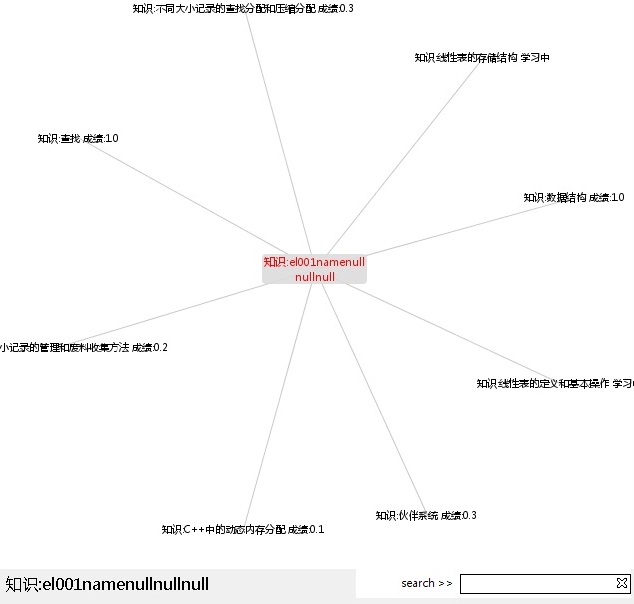 知识:不同大小记录的查找分配和压缩分配 成绩:0.3
知识:线性表的存储结构 学习中
知识:查找 成绩:1.0
知识:数据结构 成绩:1.0
知识:el001namenull
nullnull
小记录的管理和废料收集方法 成绩:0.2
知识:线性表的定义和基本操作 学习
知识:伙伴系统 成绩:0.3
知识:C++中的动态内存分配 成绩:0.1
知识:el001namenullnullnull
search >>